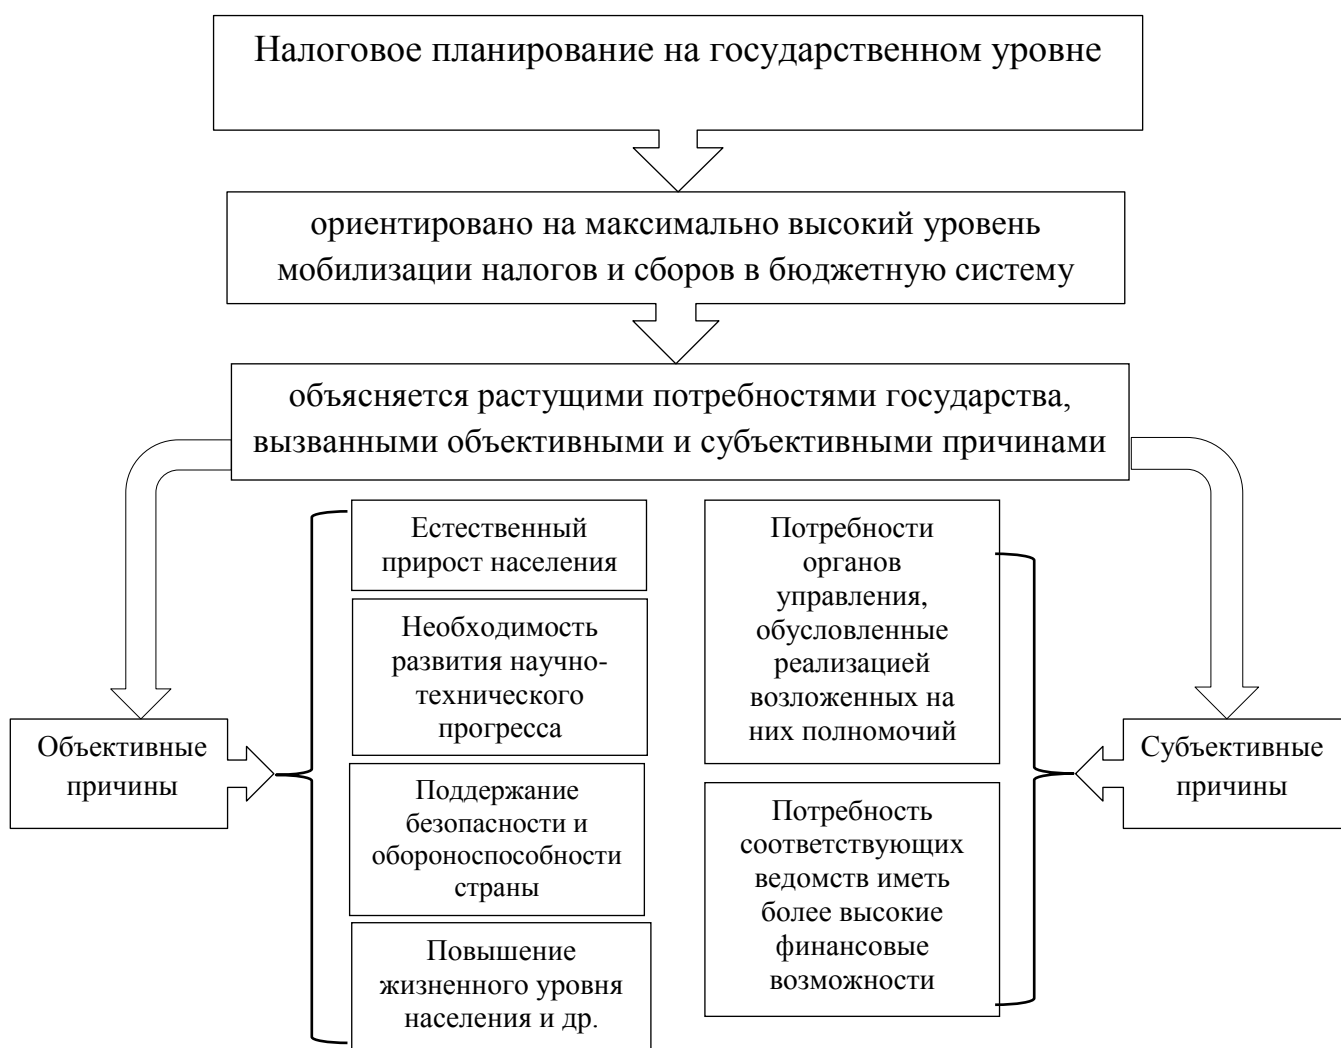 Налоговое планирование на государственном уровне
ориентировано на максимально высокий уровень
мобилизации налогов и сборов в бюджетную систему
объясняется растущими потребностями государства,
вызванными объективными и субъективными причинами
Объективные
причины
Естественный
прирост населения
Необходимость
развития научно-
технического
прогресса
Поддержание
безопасности и
обороноспособности
страны
Повышение
жизненного уровня
населения и др.
Потребности
органов
управления,
обусловленные
реализацией
возложенных на
них полномочий
Потребность
соответствующих
ведомств иметь
более высокие
финансовые
возможности
Субъективные
причины